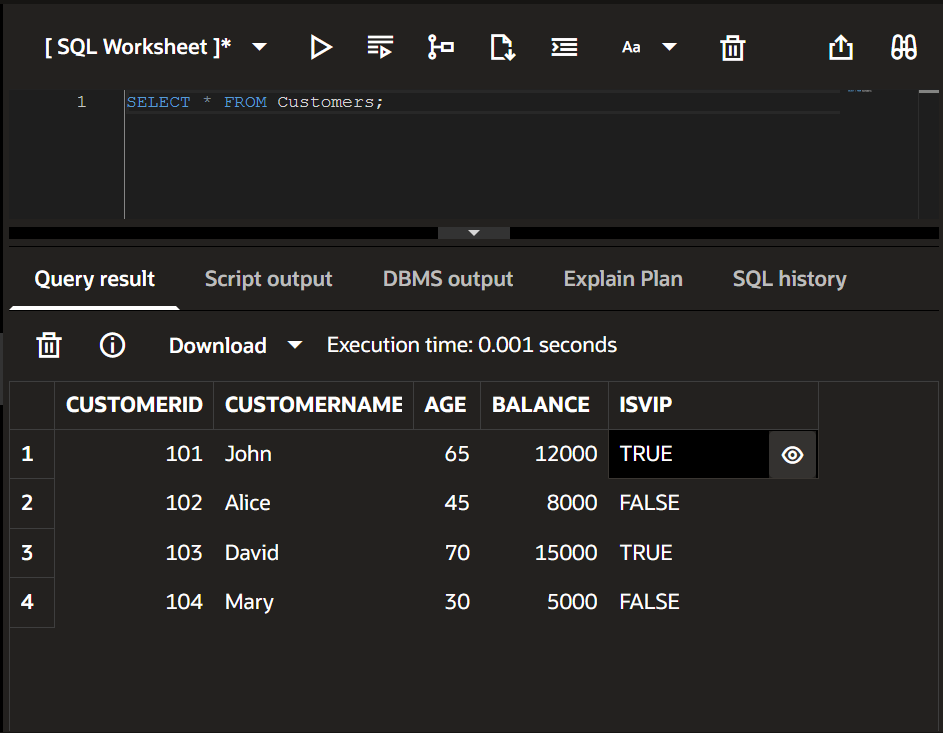 [ SQL Worksheet ]* Aa
1 SELECT * FROM Customers;
Query result Script output DBMS output Explain Plan SQL history
Download Execution time: 0.001 seconds
CUSTOMERID CUSTOMERNAME AGE BALANCE ISVIP
1 101 John 65 12000 TRUE
2 102 Alice 45 8000 FALSE
3 103 David 70 15000 TRUE
4 104 Mary 30 5000 FALSE